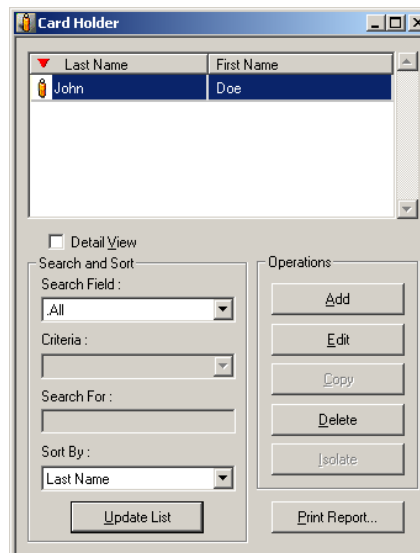 Card Holder
Last Name First Name
John Doe
Detail View
Search and Sort
Search Field :
.All
Criteria :
Search For :
Sort By :
Last Name
Update List
Operations
Add
Edit
Copy
Delete
Isolate
Print Report...